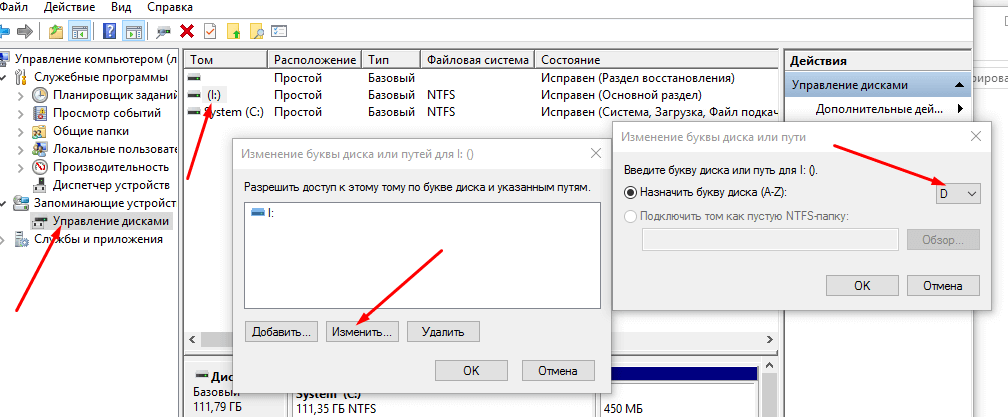 Файл Действие Вид Справка
Управление компьютером (л
Служебные программы
Планировщик заданий
Просмотр событий
Общие папки
Локальные пользовате
Производительность
Диспетчер устройств
Запоминающие устройст
Управление дисками
Службы и приложения
Том Расположение Тип Файловая система Состояние
Простой Базовый Исправен (Раздел восстановления)
(I:) Простой Базовый NTFS Исправен (Основной раздел)
System (C:) Простой Базовый NTFS Исправен (Система, Загрузка, Файл подкач
Действия
Управление дисками
Дополнительные дей...
Изменение буквы диска или путей для I: ()
Разрешить доступ к этому тому по букве диска и указанным путям.
I:
Добавить... Изменить... Удалить
OK Отмена
Изменение буквы диска или пути
Введите букву диска или путь для I: ().
Назначить букву диска (A-Z): D
Подключить том как пустую NTFS-папку:
Обзор...
OK Отмена
Дис
Базовый
111,79 ГБ
System (C:)
111,35 ГБ NTFS
450 МБ